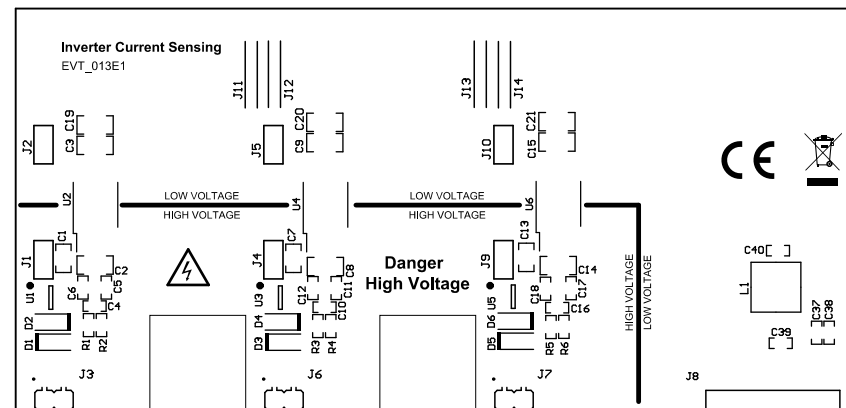 Inverter Current Sensing
EVT_013E1
J11
J12
J13
J14
C19
C3
J2
C20
C9
J5
C21
C15
J10
CE
U2
LOW VOLTAGE
HIGH VOLTAGE
U4
LOW VOLTAGE
HIGH VOLTAGE
U6
J1
C1
C2
C5
C6
C4
U1
D2
D1
R1
R2
J3
J4
C7
C8
C11
C12
C10
U3
D4
D3
R3
R4
J6
Danger
High Voltage
J9
C13
C14
C17
C18
C16
U5
D6
D5
R5
R6
J7
HIGH VOLTAGE
LOW VOLTAGE
C40
L1
C37
C38
C39
J8